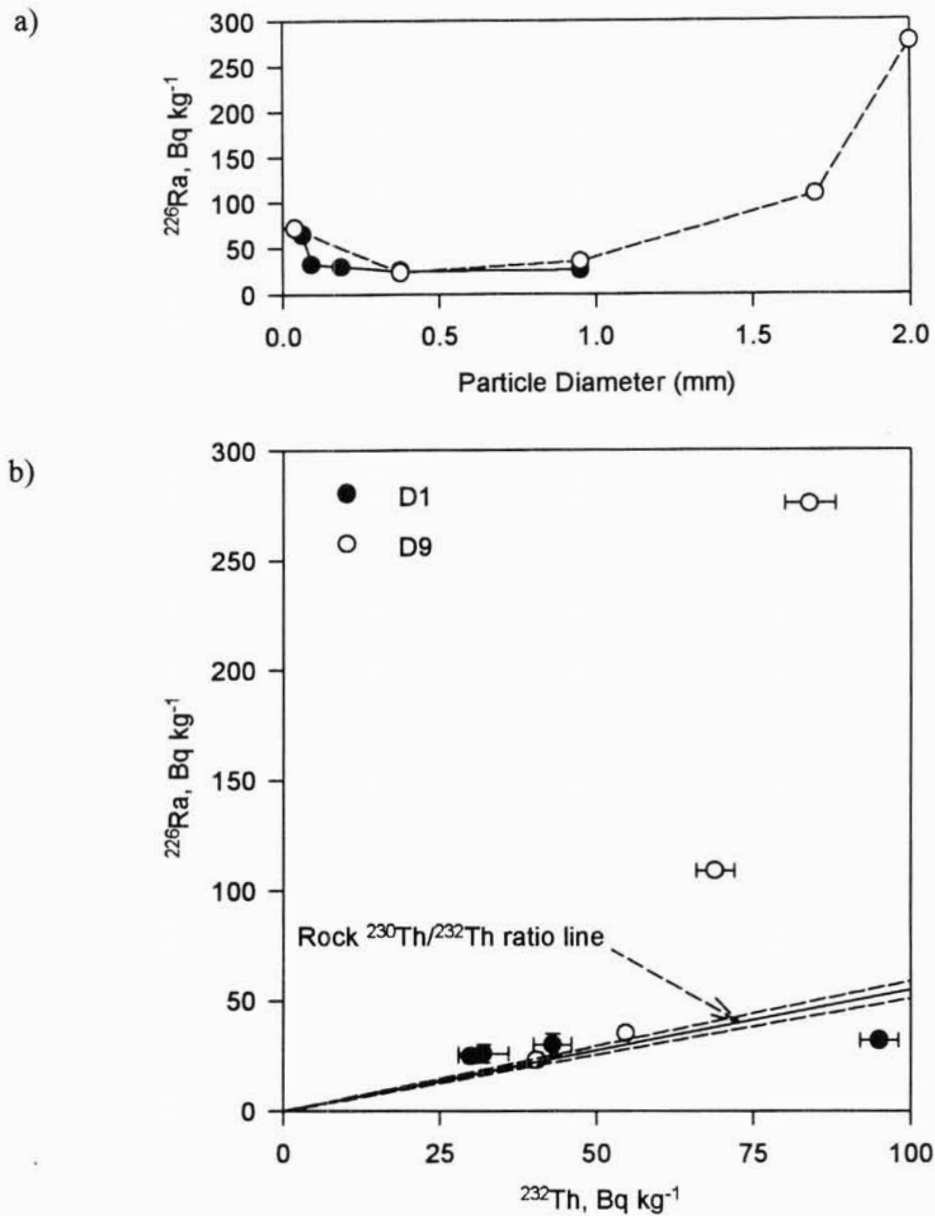 a)
300
250
200
150
100
50
0
²²⁶Ra, Bq kg⁻¹
0.0 0.5 1.0 1.5 2.0
Particle Diameter (mm)
b)
300
250
200
150
100
50
0
²²⁶Ra, Bq kg⁻¹
D1
D9
Rock ²³⁰Th/²³²Th ratio line
0 25 50 75 100
²³²Th, Bq kg⁻¹